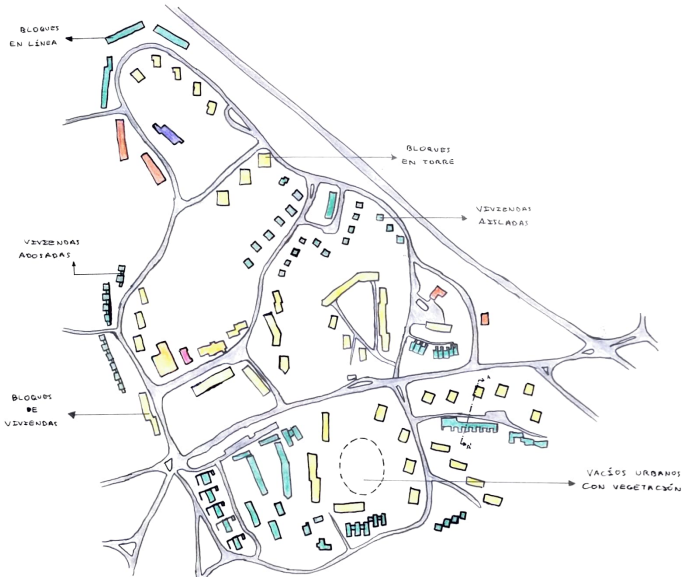 BLOQUES
EN LÍNEA
BLOQUES
EN TORRE
VIVIENDAS
AISLADAS
VIVIENDAS
ADOSADAS
BLOQUES
DE
VIVIENDAS
VACÍOS URBANOS
CON VEGETACIÓN